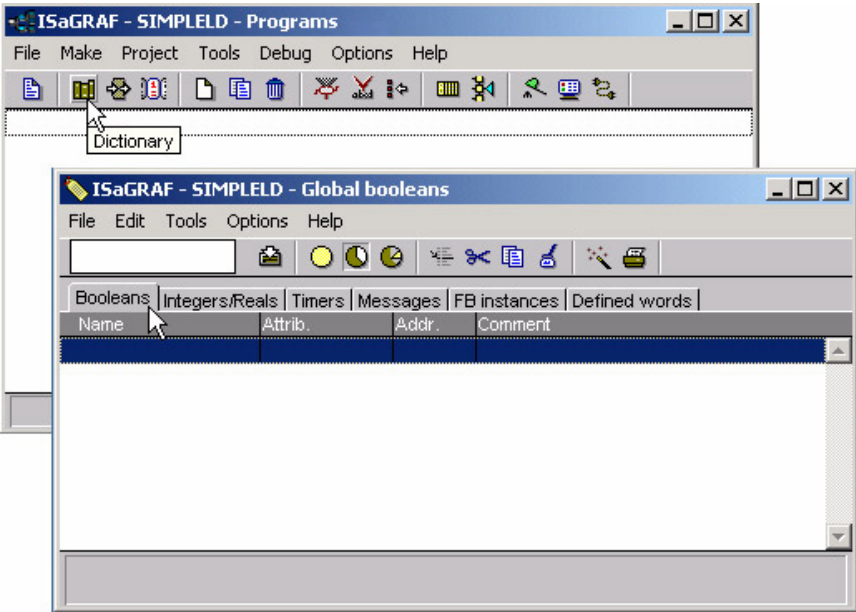 ISaGRAF - SIMPLELD - Programs
File Make Project Tools Debug Options Help
Dictionary
ISaGRAF - SIMPLELD - Global booleans
File Edit Tools Options Help
Booleans Integers/Reals Timers Messages FB instances Defined words
Name Attrib. Addr. Comment